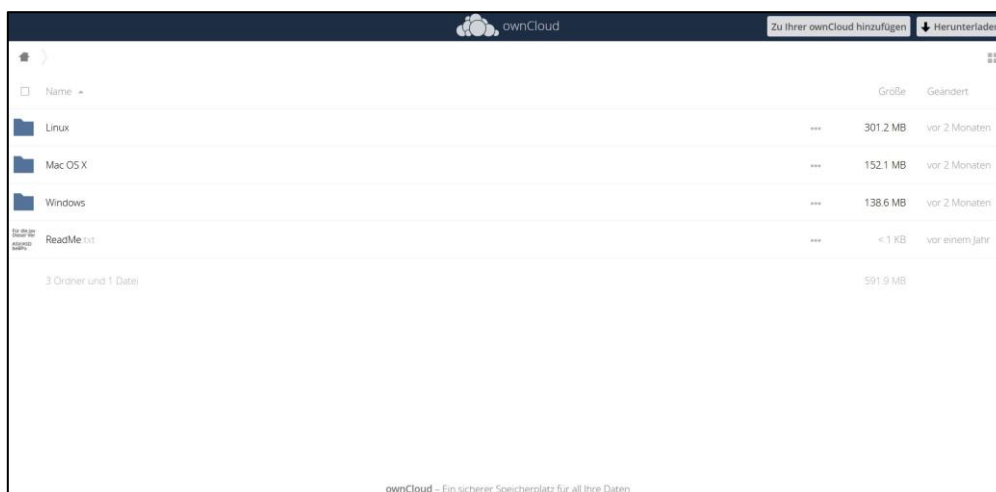 ownCloud
Zu Ihrer ownCloud hinzufügen
Herunterladen
Name
Größe
Geändert
Linux
301.2 MB
vor 2 Monaten
Mac OS X
152.1 MB
vor 2 Monaten
Windows
138.6 MB
vor 2 Monaten
ReadMe.txt
< 1 KB
vor einem Jahr
3 Ordner und 1 Datei
591.9 MB
ownCloud – Ein sicherer Speicherplatz für all Ihre Daten